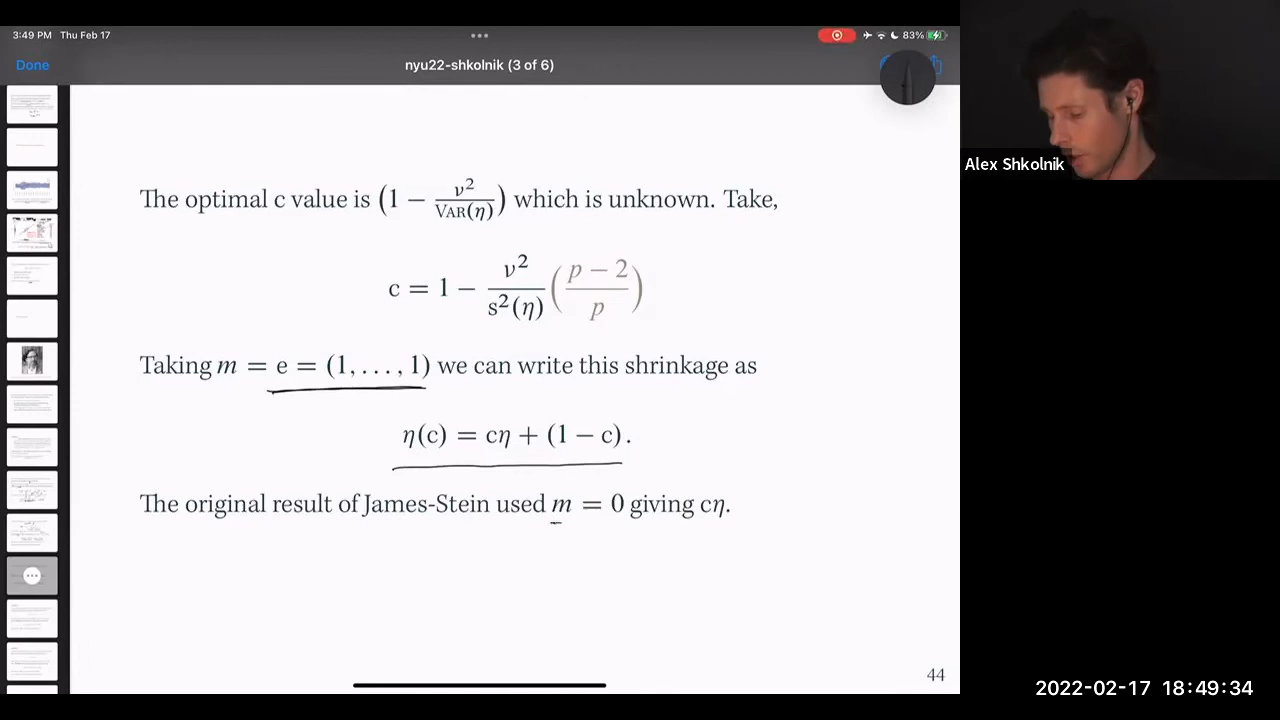 3:49 PM Thu Feb 17
83%
Done
nyu22-shkolnik (3 of 6)
Alex Shkolnik
The optimal c value is (1 − ν²/VAR(η)) which is unknown. Take,
c = 1 − ν²/s²(η) (p − 2/p)
Taking m = e = (1, . . . , 1) we can write this shrinkage as
η(c) = cη + (1 − c) .
The original result of James-Stein used m = 0 giving cη.
44
2022-02-17 18:49:34